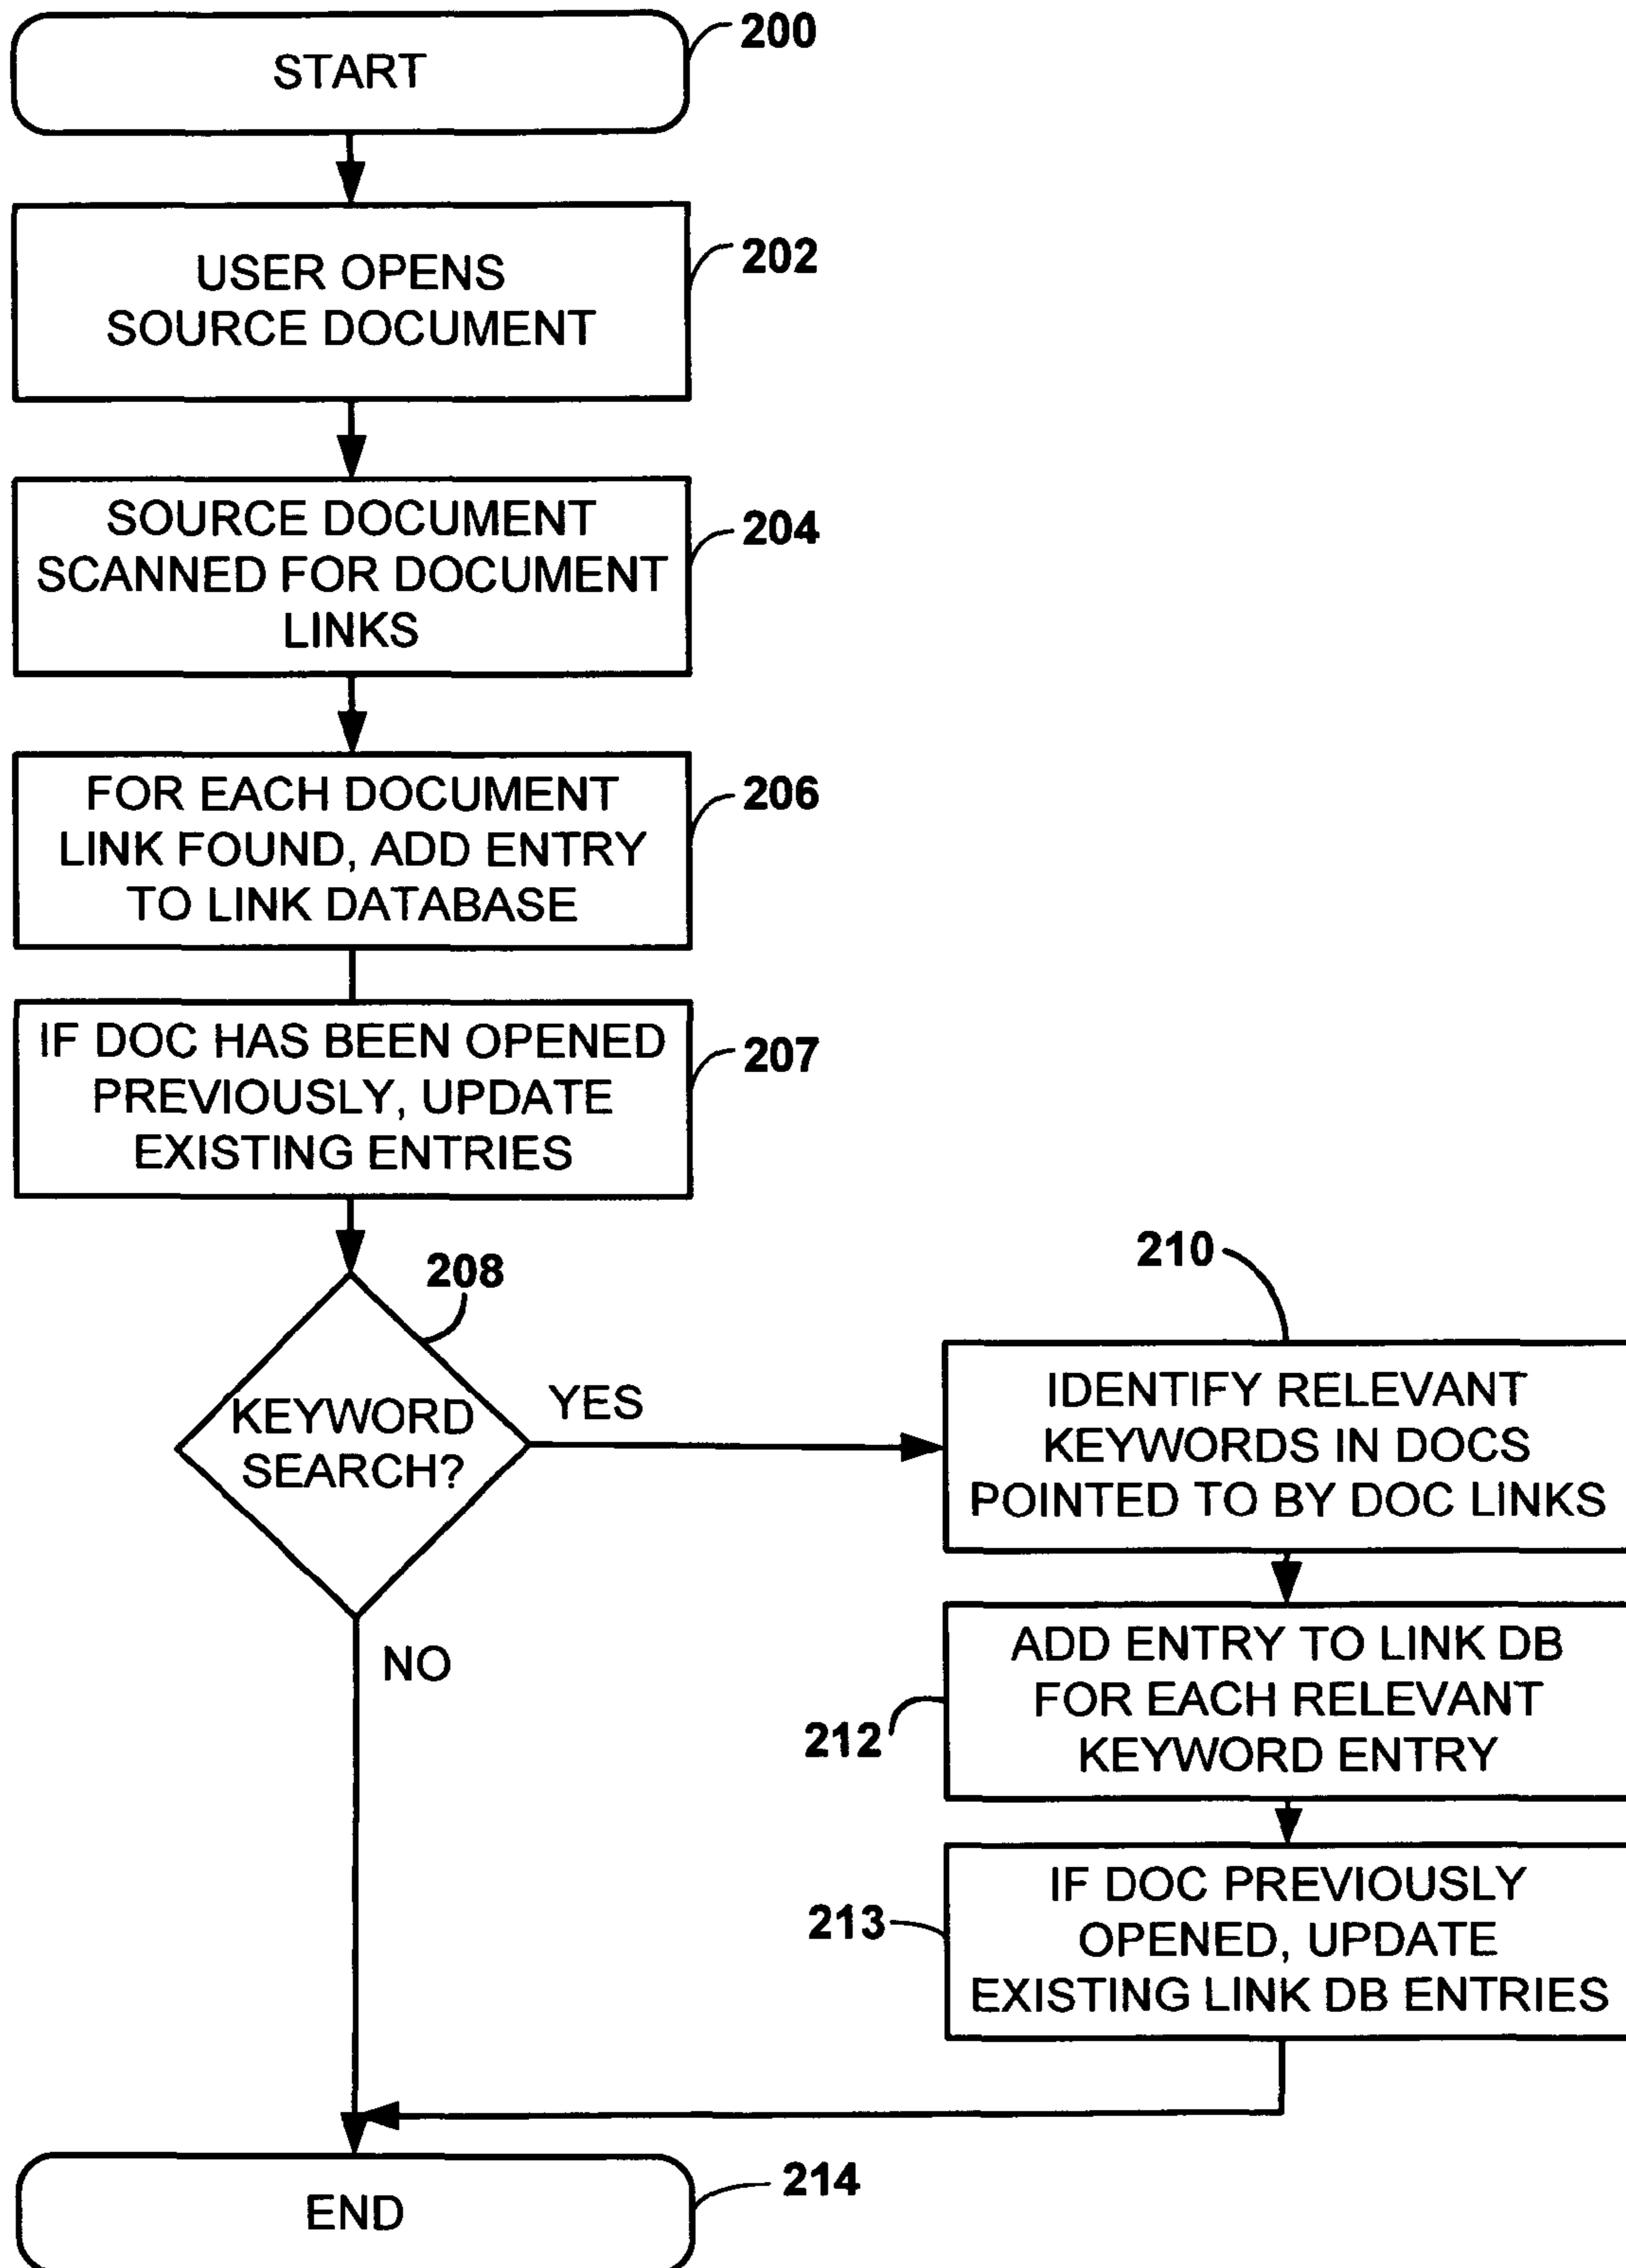 START
200
USER OPENS
SOURCE DOCUMENT
202
SOURCE DOCUMENT
SCANNED FOR DOCUMENT
LINKS
204
FOR EACH DOCUMENT
LINK FOUND, ADD ENTRY
TO LINK DATABASE
206
IF DOC HAS BEEN OPENED
PREVIOUSLY, UPDATE
EXISTING ENTRIES
207
208
KEYWORD
SEARCH?
YES
NO
210
IDENTIFY RELEVANT
KEYWORDS IN DOCS
POINTED TO BY DOC LINKS
ADD ENTRY TO LINK DB
FOR EACH RELEVANT
KEYWORD ENTRY
212
IF DOC PREVIOUSLY
OPENED, UPDATE
EXISTING LINK DB ENTRIES
213
END
214